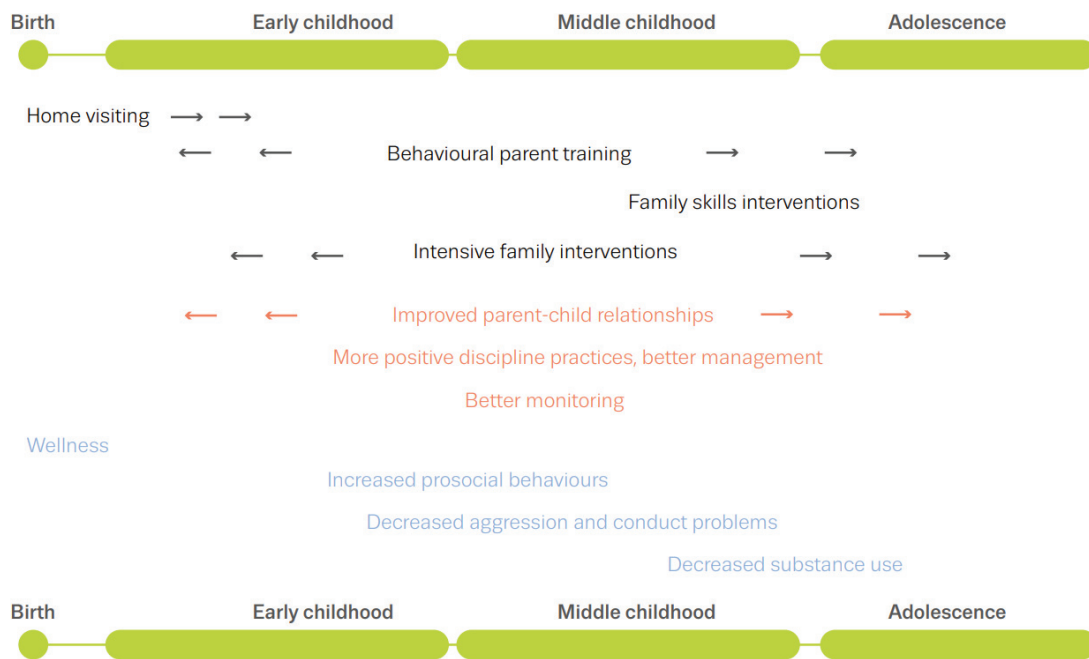 Birth Early childhood Middle childhood Adolescence
Home visiting → →
← ← Behavioural parent training → →
Family skills interventions
← ← Intensive family interventions → →
← ← Improved parent-child relationships → →
More positive discipline practices, better management
Better monitoring
Wellness
Increased prosocial behaviours
Decreased aggression and conduct problems
Decreased substance use
Birth Early childhood Middle childhood Adolescence